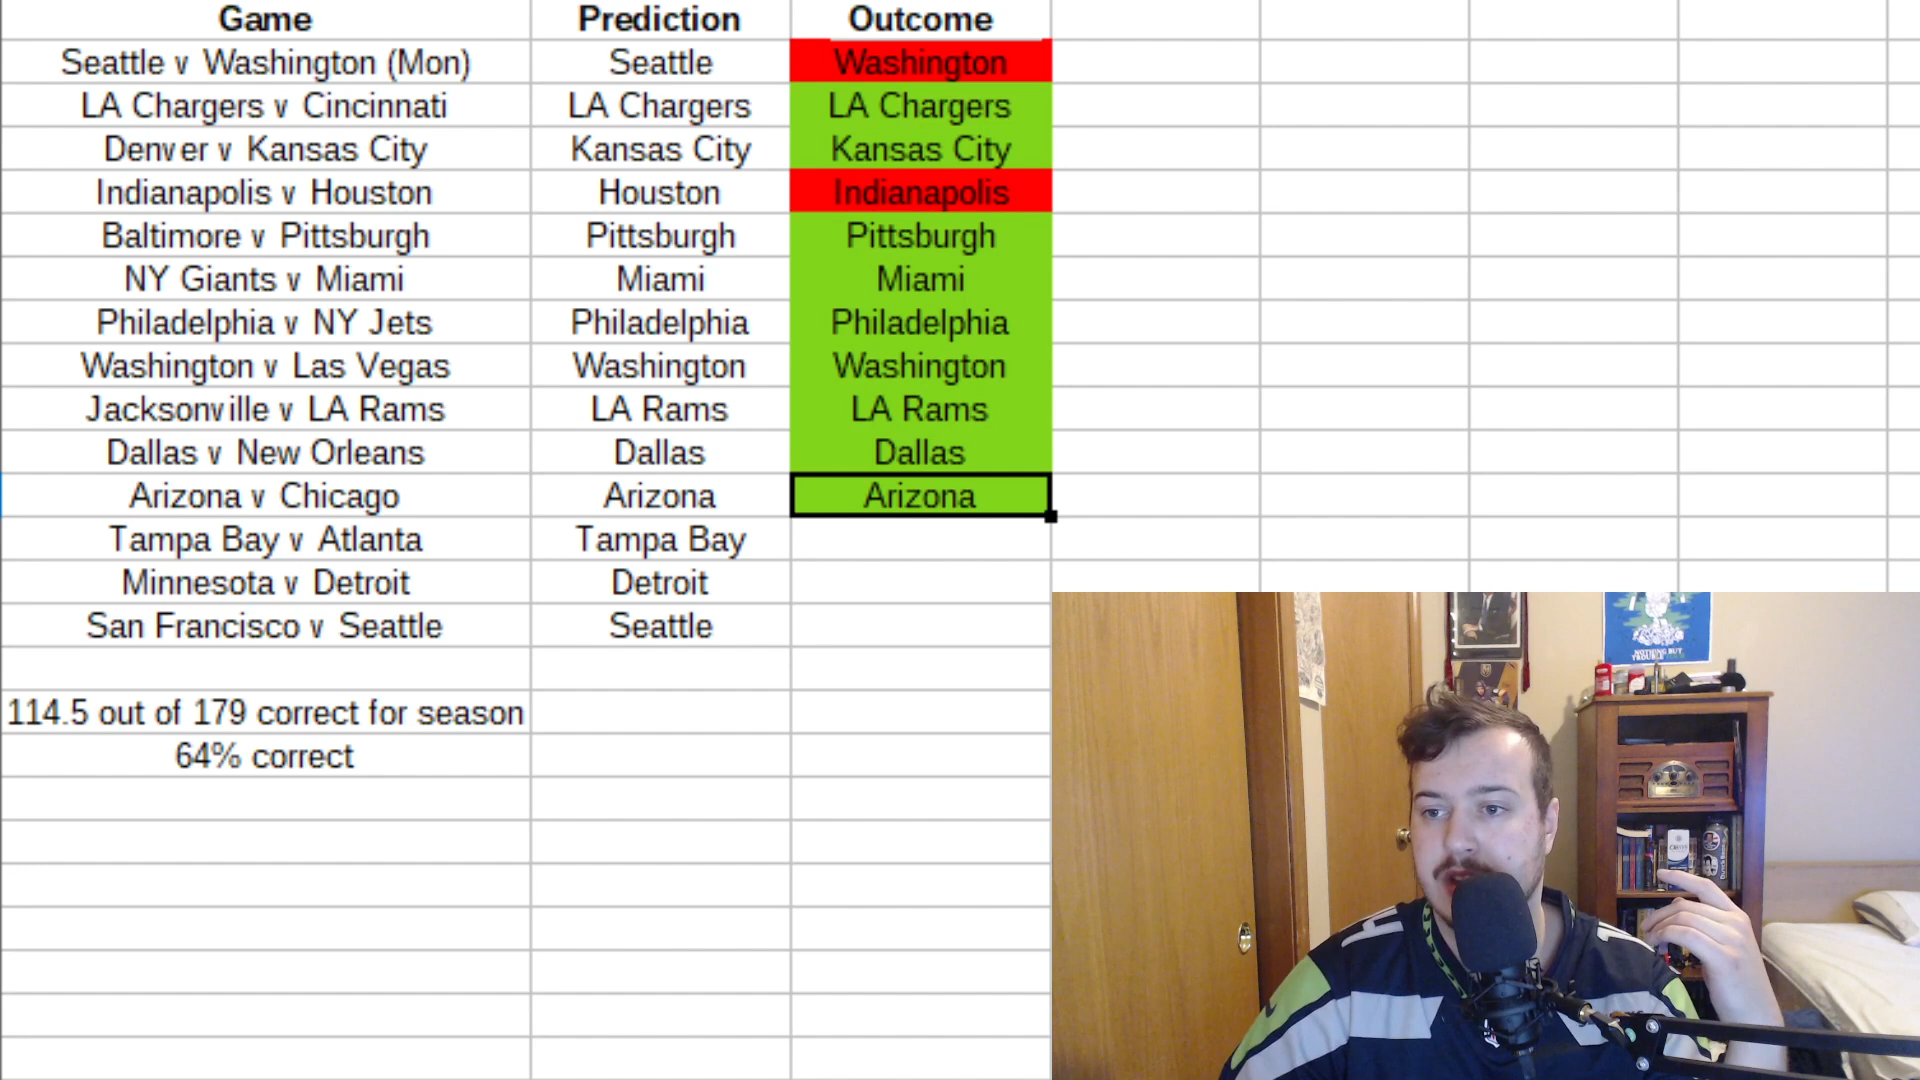 Game Prediction Outcome
Seattle v Washington (Mon) Seattle Washington
LA Chargers v Cincinnati LA Chargers LA Chargers
Denver v Kansas City Kansas City Kansas City
Indianapolis v Houston Houston Indianapolis
Baltimore v Pittsburgh Pittsburgh Pittsburgh
NY Giants v Miami Miami Miami
Philadelphia v NY Jets Philadelphia Philadelphia
Washington v Las Vegas Washington Washington
Jacksonville v LA Rams LA Rams LA Rams
Dallas v New Orleans Dallas Dallas
Arizona v Chicago Arizona Arizona
Tampa Bay v Atlanta Tampa Bay
Minnesota v Detroit Detroit
San Francisco v Seattle Seattle
114.5 out of 179 correct for season
64% correct
NOTHING BUT
TROUBLE